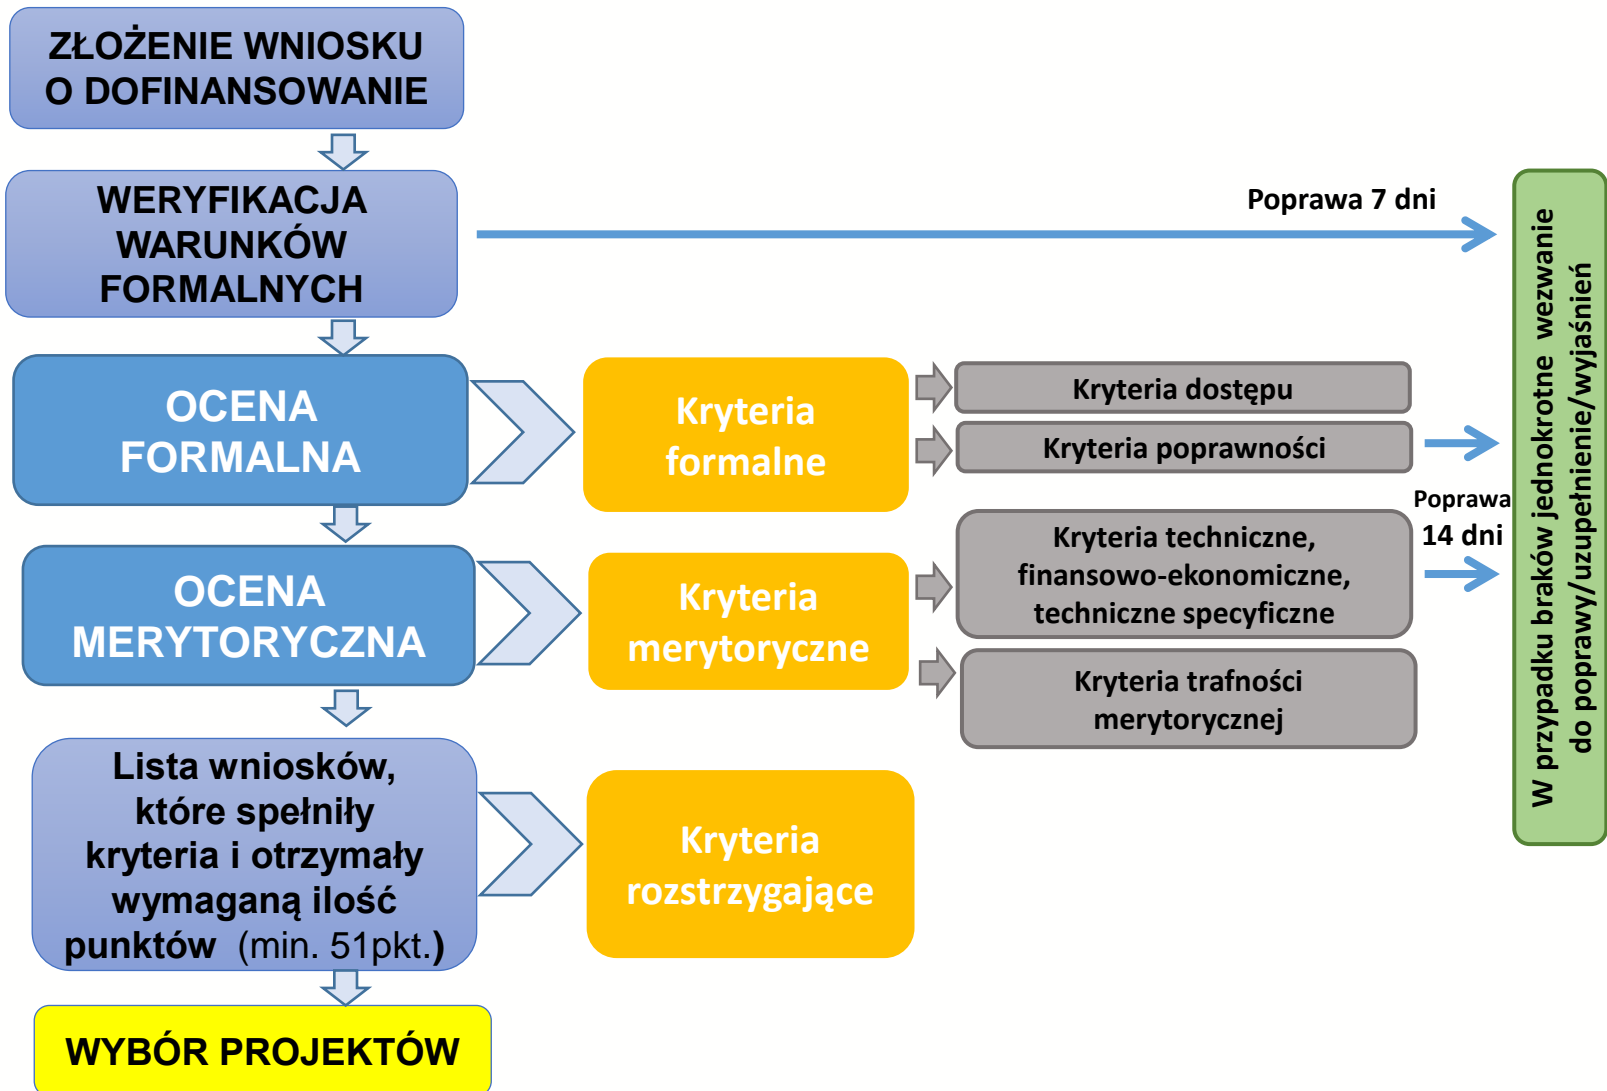 ZŁOŻENIE WNIOSKU
O DOFINANSOWANIE
WERYFIKACJA
WARUNKÓW
FORMALNYCH
Poprawa 7 dni
OCENA
FORMALNA
Kryteria
formalne
Kryteria dostępu
Kryteria poprawności
Poprawa
14 dni
OCENA
MERYTORYCZNA
Kryteria
merytoryczne
Kryteria techniczne,
finansowo-ekonomiczne,
techniczne specyficzne
Kryteria trafności
merytorycznej
Lista wniosków,
które spełniły
kryteria i otrzymały
wymaganą ilość
punktów (min. 51pkt.)
Kryteria
rozstrzygające
WYBÓR PROJEKTÓW
W przypadku braków jednokrotne wezwanie
do poprawy/uzupełnienie/wyjaśnień